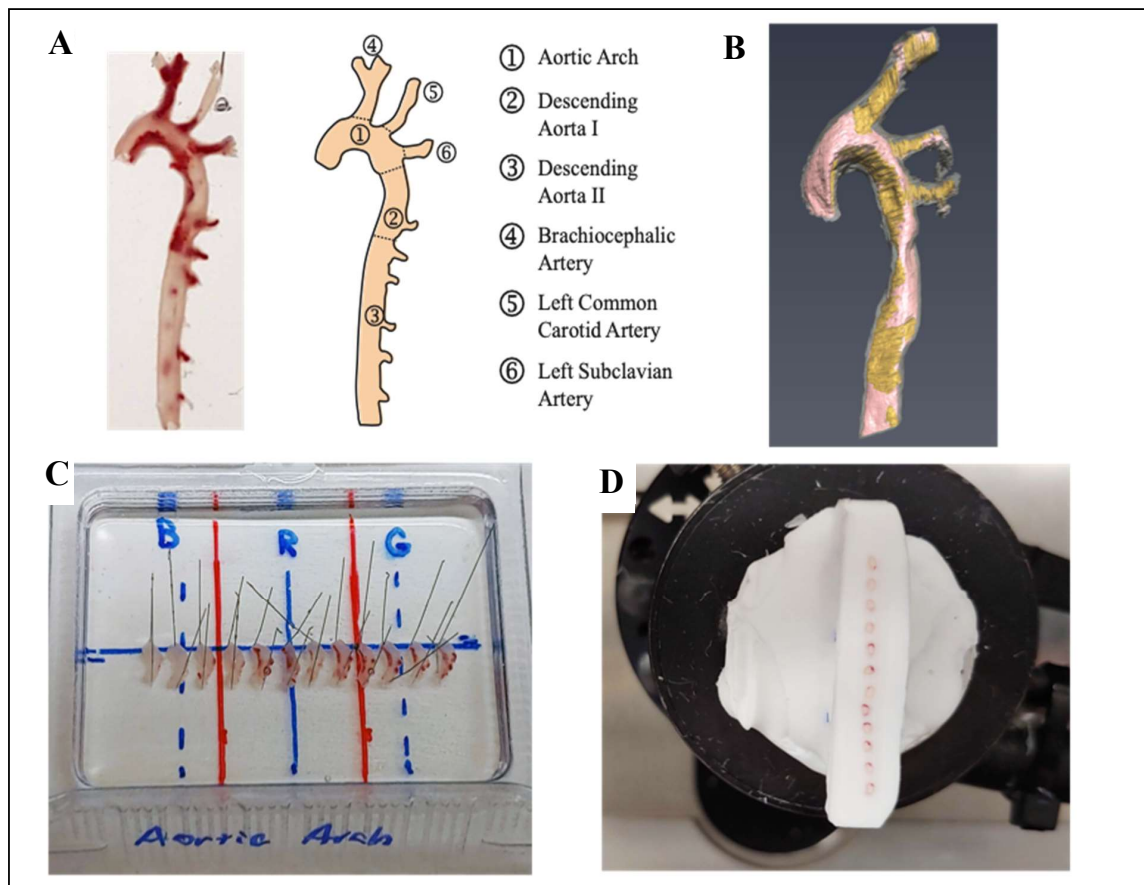 A
B
④
⑤
①
⑥
②
③
① Aortic Arch
② Descending
Aorta I
③ Descending
Aorta II
④ Brachiocephalic
Artery
⑤ Left Common
Carotid Artery
⑥ Left Subclavian
Artery
C
B R G
Aortic Arch
D